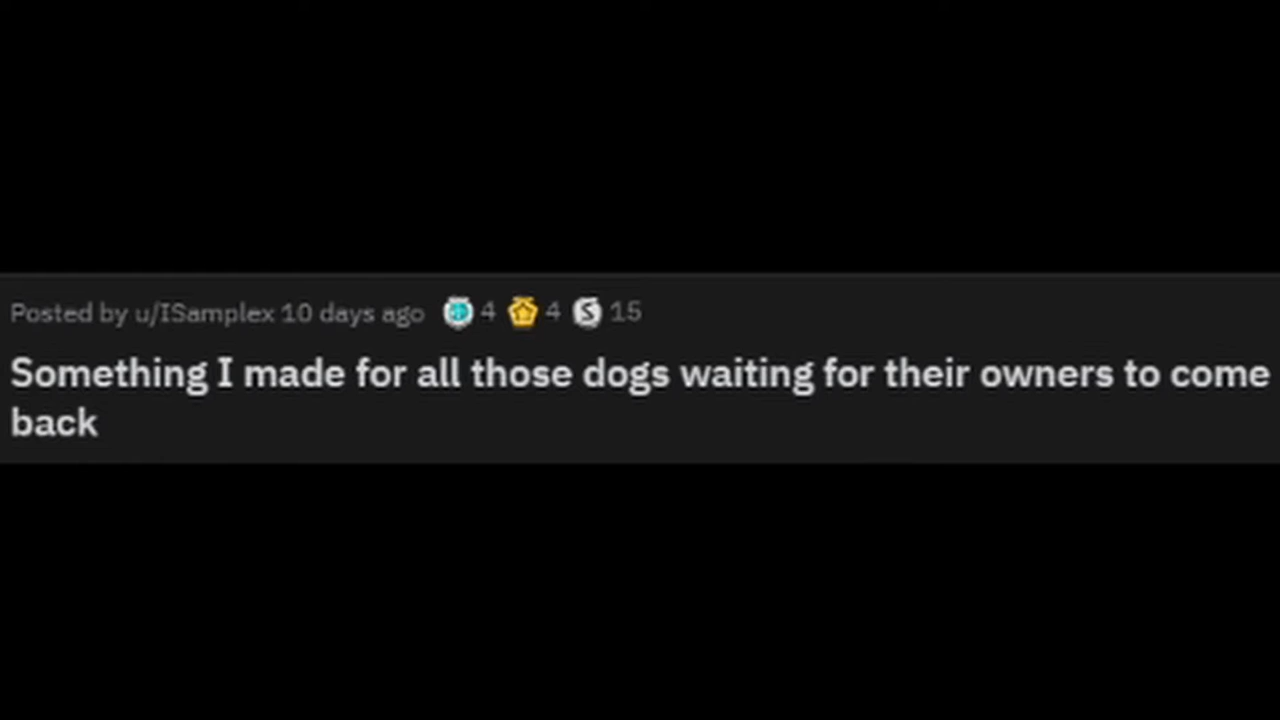 Posted by u/ISamplex 10 days ago 4 4 S 15
Something I made for all those dogs waiting for their owners to come
back